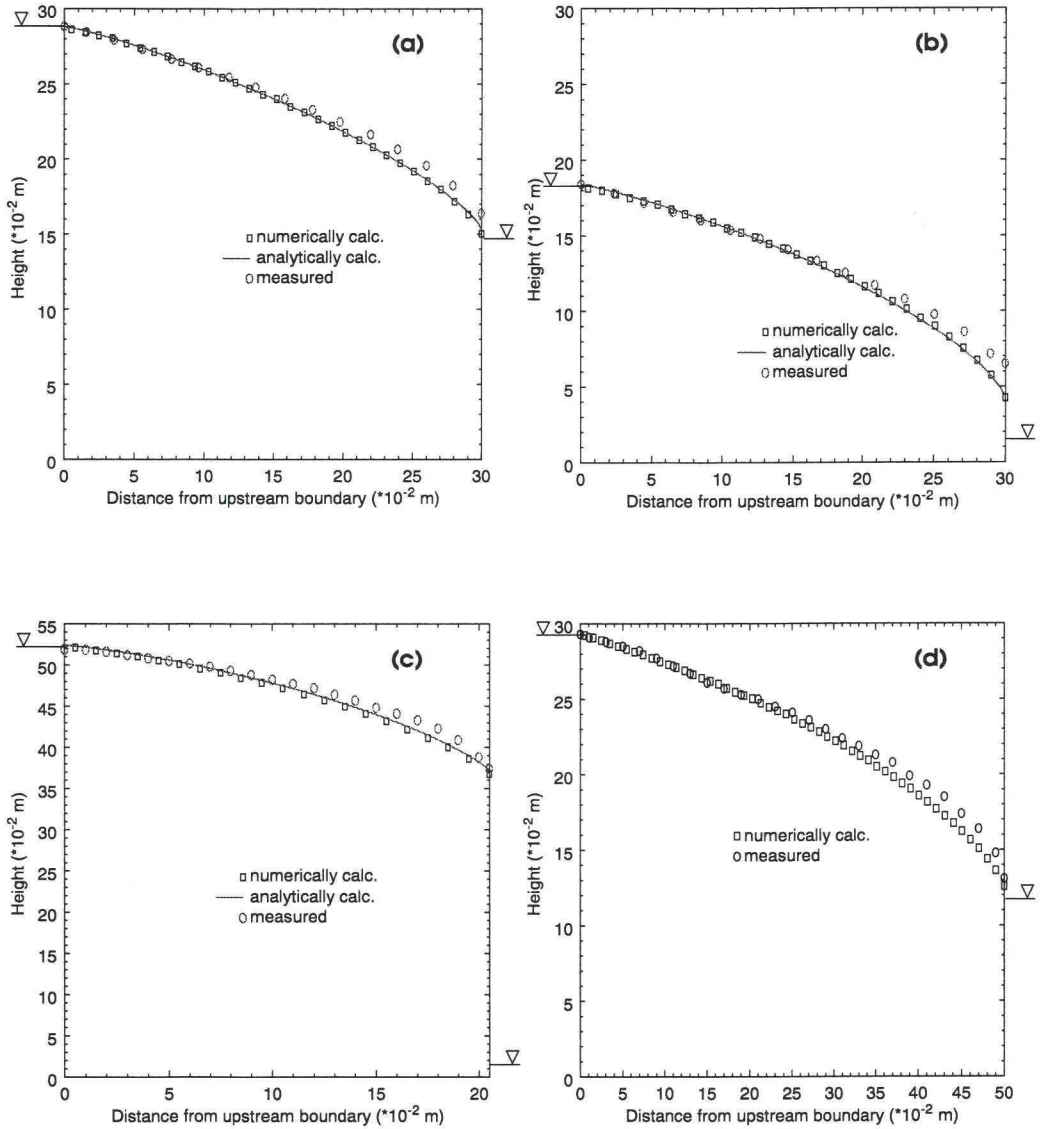 (a)
30
25
20
15
10
5
0
Height (*10-2 m)
numerically calc.
analytically calc.
measured
0 5 10 15 20 25 30
Distance from upstream boundary (*10-2 m)
(b)
30
25
20
15
10
5
0
Height (*10-2 m)
numerically calc.
analytically calc.
measured
0 5 10 15 20 25 30
Distance from upstream boundary (*10-2 m)
(c)
55
50
45
40
35
30
25
20
15
10
5
0
Height (*10-2 m)
numerically calc.
analytically calc.
measured
0 5 10 15 20
Distance from upstream boundary (*10-2 m)
(d)
30
25
20
15
10
5
0
Height (*10-2 m)
numerically calc.
measured
0 5 10 15 20 25 30 35 40 45 50
Distance from upstream boundary (*10-2 m)